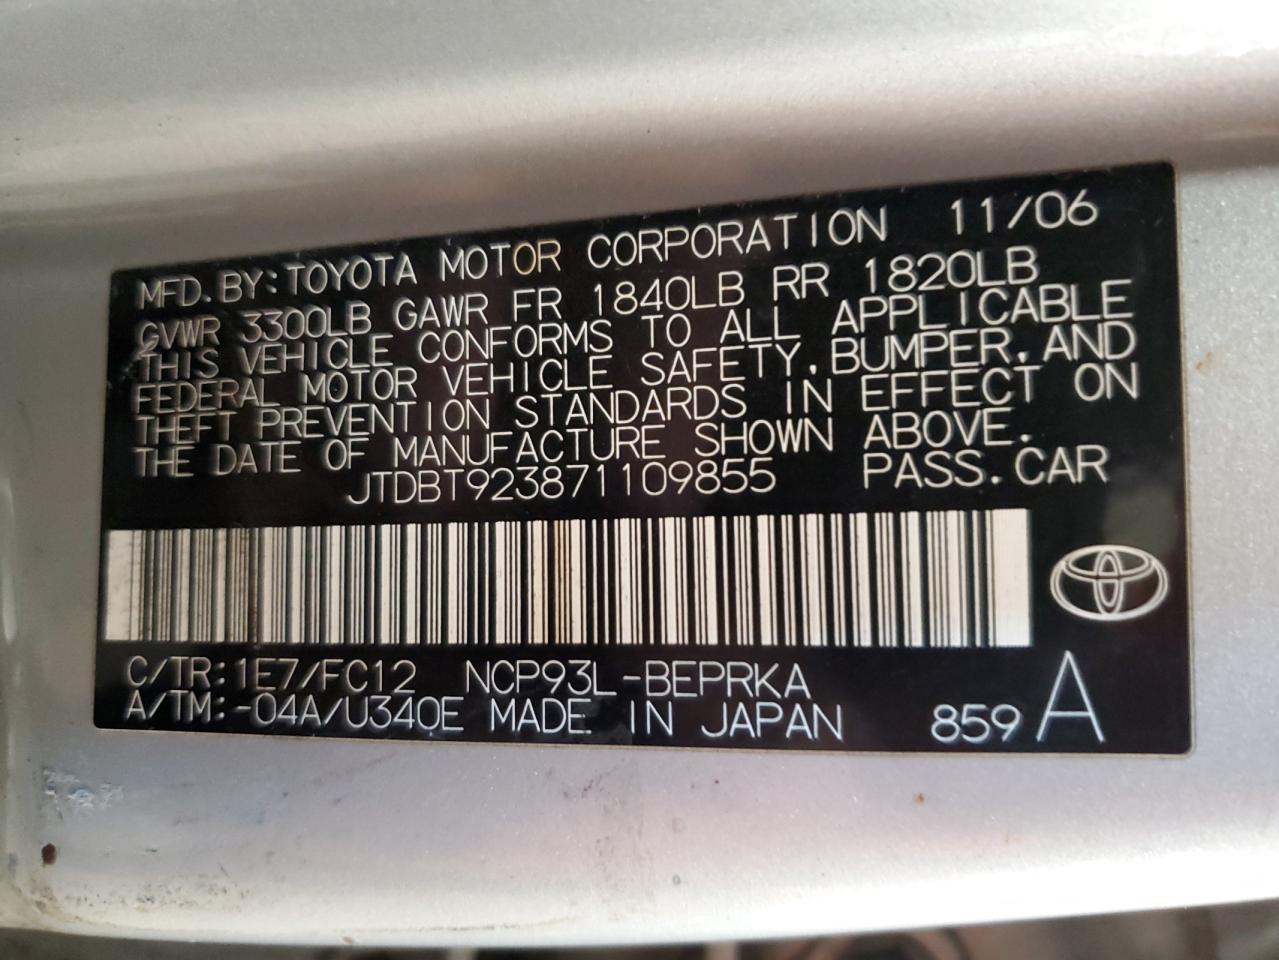 MFD. BY: TOYOTA MOTOR CORPORATION 11/06
GVWR 3300LB GAWR FR 1840LB RR 1820LB
THIS VEHICLE CONFORMS TO ALL APPLICABLE
FEDERAL MOTOR VEHICLE SAFETY, BUMPER, AND
THEFT PREVENTION STANDARDS IN EFFECT ON
THE DATE OF MANUFACTURE SHOWN ABOVE.
JTDBT923871109855 PASS. CAR
C/TR: 1E7/FC12 NCP93L-BEPRKA
A/TM: -04A/U340E MADE IN JAPAN 859 A